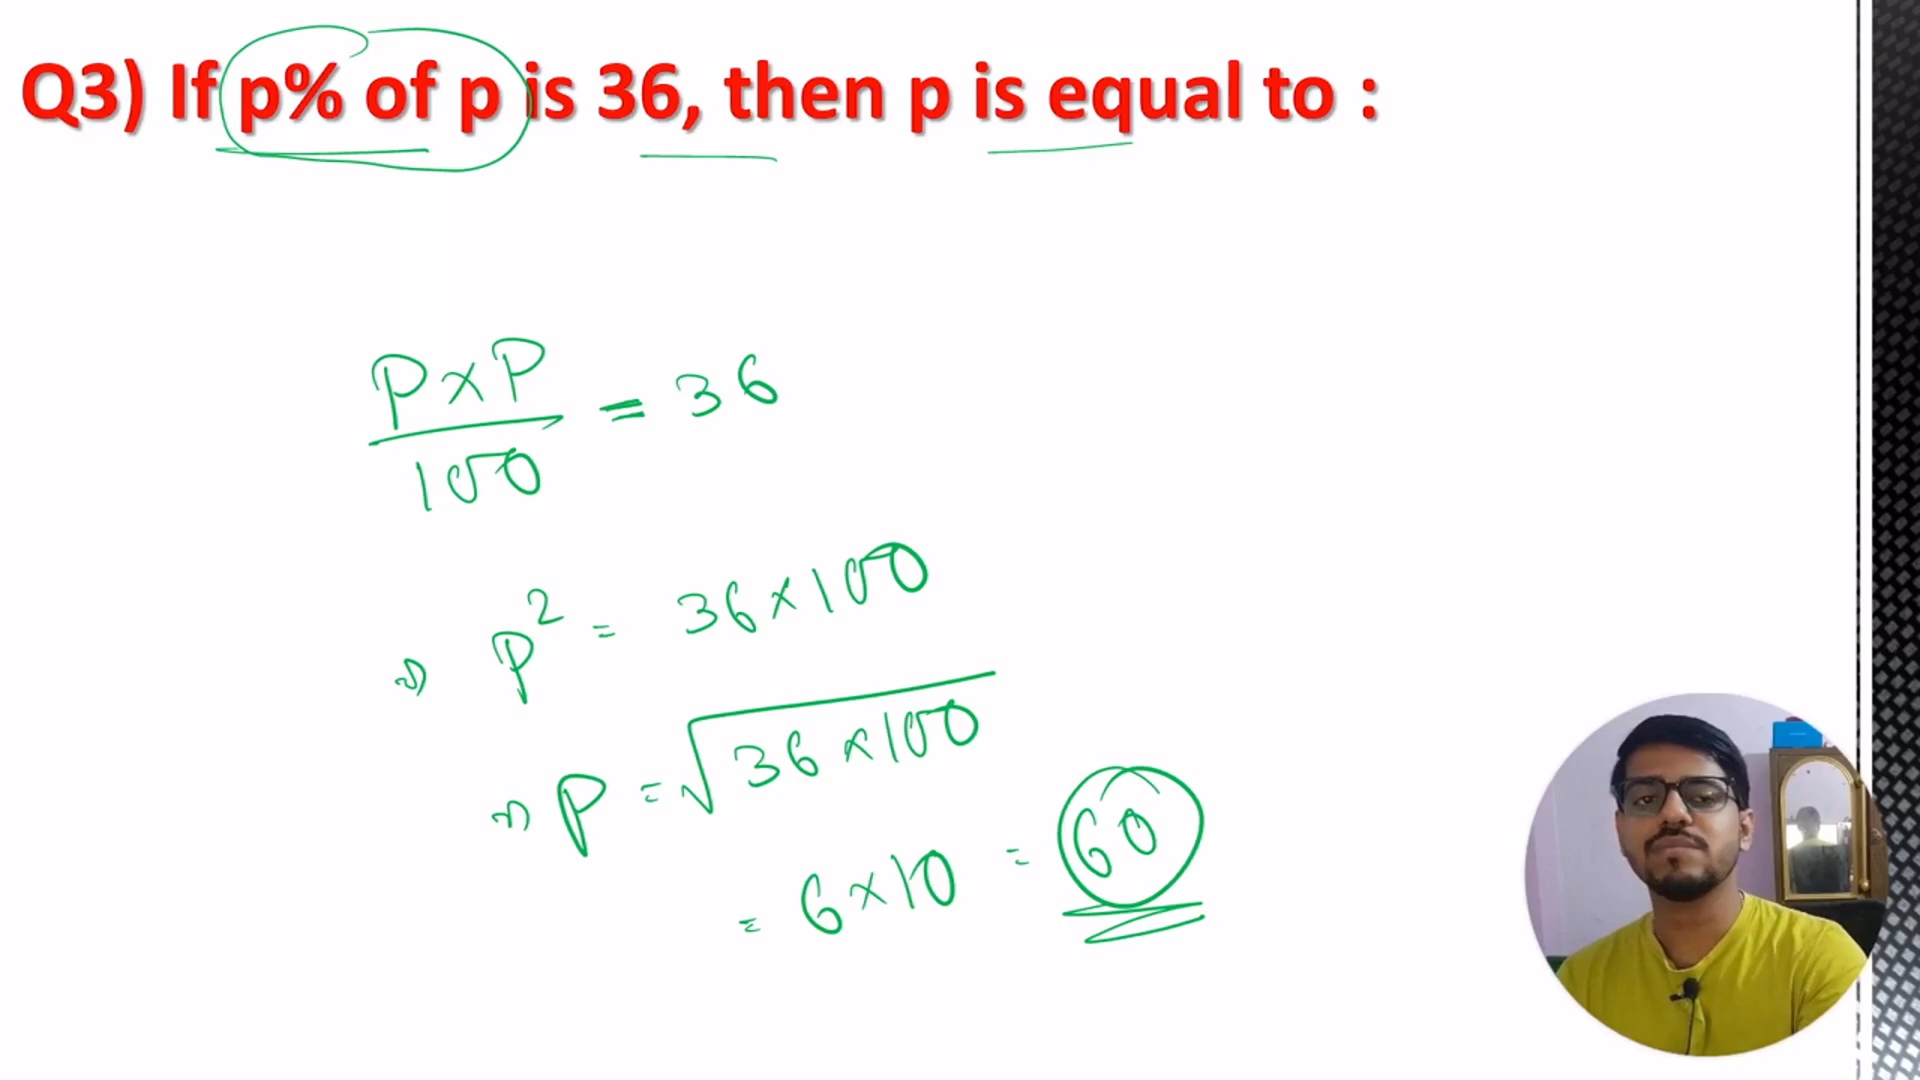 Q3) If p% of p is 36, then p is equal to :
P×P
100
= 36
⇒ P² = 36×100
⇒ P = √36×100
= 6×10 = 60